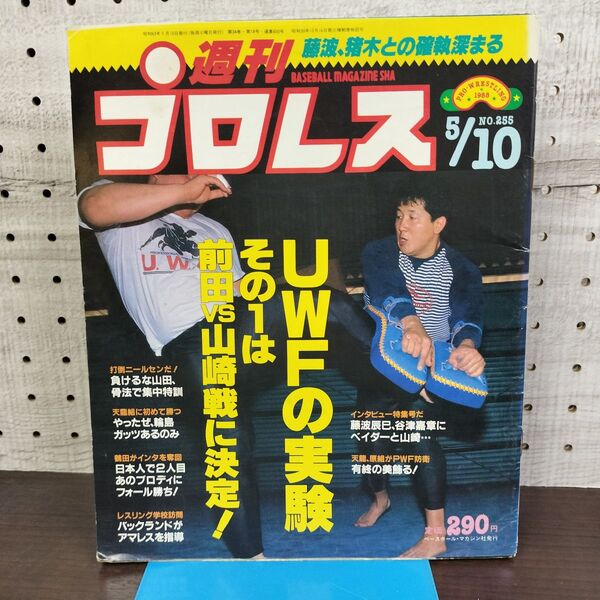 藤波、猪木との確執深まる
週刊
BASEBALL MAGAZINE SHA
プロレス
PRO-WRESTLING
1988
NO.255
5/10
U.W.
UWFの実験
その1は
前田VS山崎戦に決定!
打倒ニールセンだ!
負けるな山田、
骨法で集中特訓
天龍組に初めて勝つ
やったぜ、輪島
ガッツあるのみ
鶴田がインタを奪回
日本人で2人目
あのブロディに
フォール勝ち!
レスリング学校訪問
バックランドが
アマレスを指導
インタビュー特集号だ
藤波辰巳、谷津嘉章に
ベイダーと山崎…
天龍、原組がPWF防衛
有終の美飾る!
定価290円
ベースボール・マガジン社発行